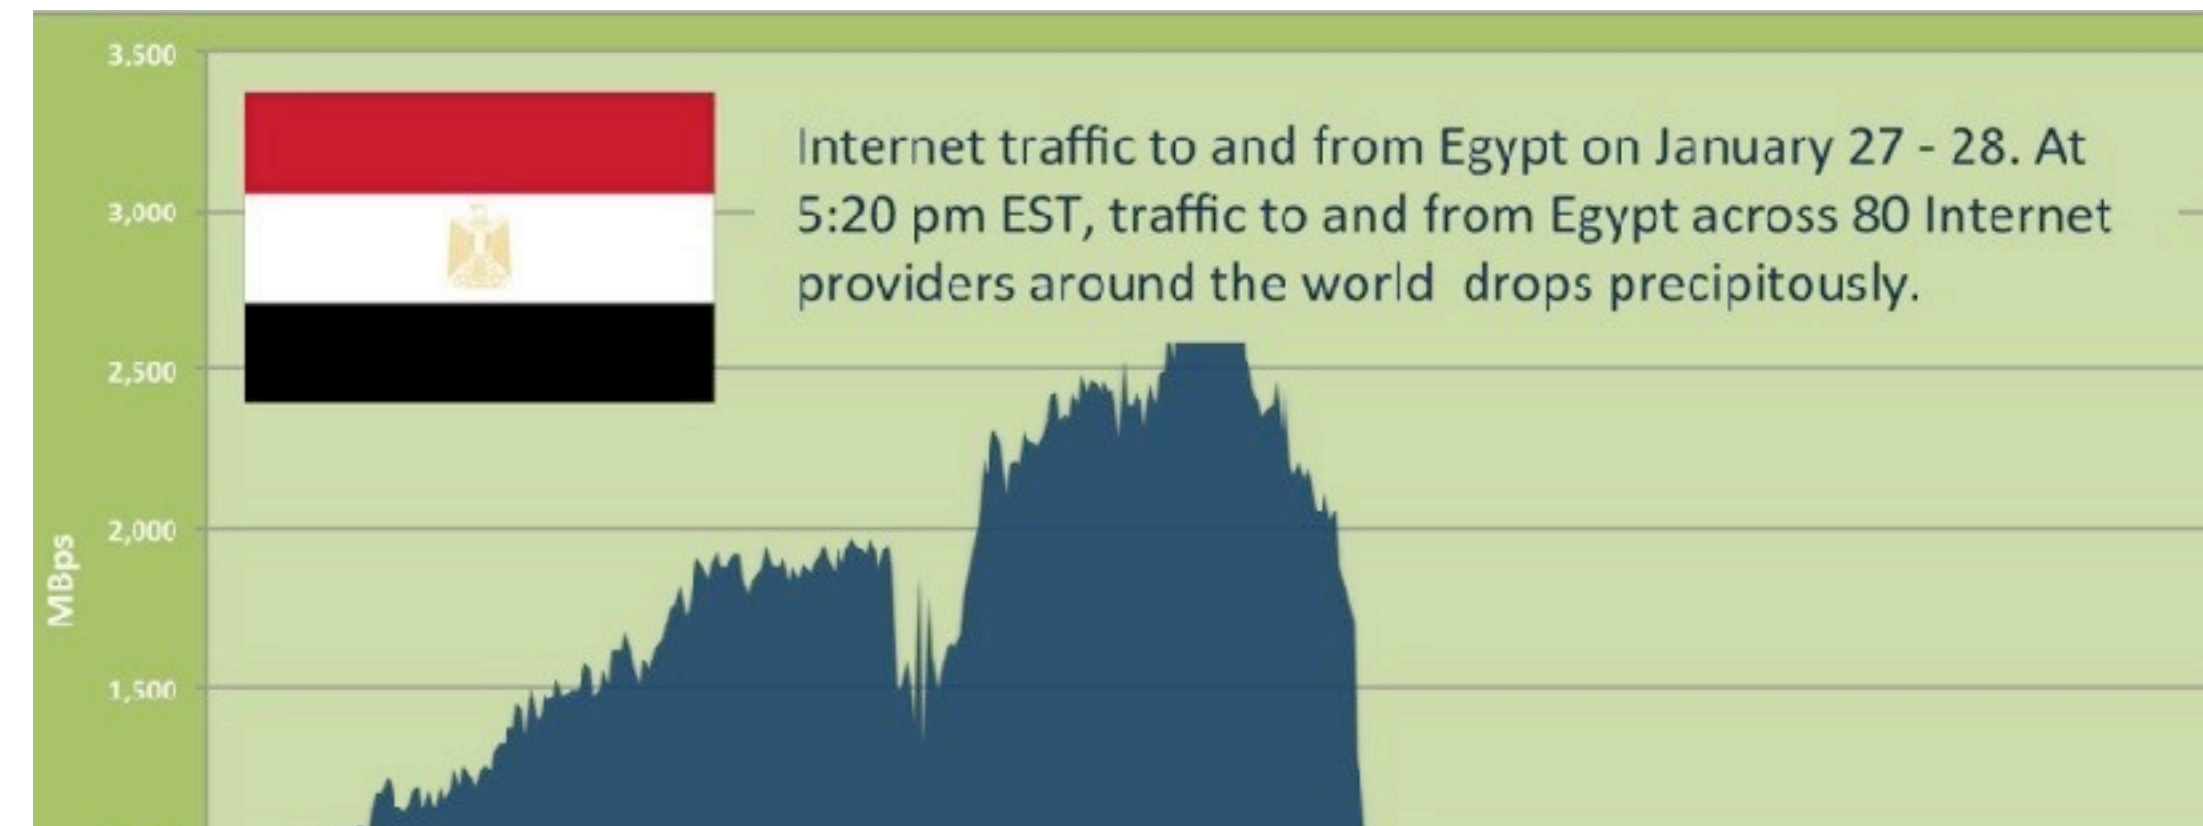 3,500
Internet traffic to and from Egypt on January 27 - 28. At
5:20 pm EST, traffic to and from Egypt across 80 Internet
providers around the world  drops precipitously.
3,000
2,500
2,000
MBps
1,500